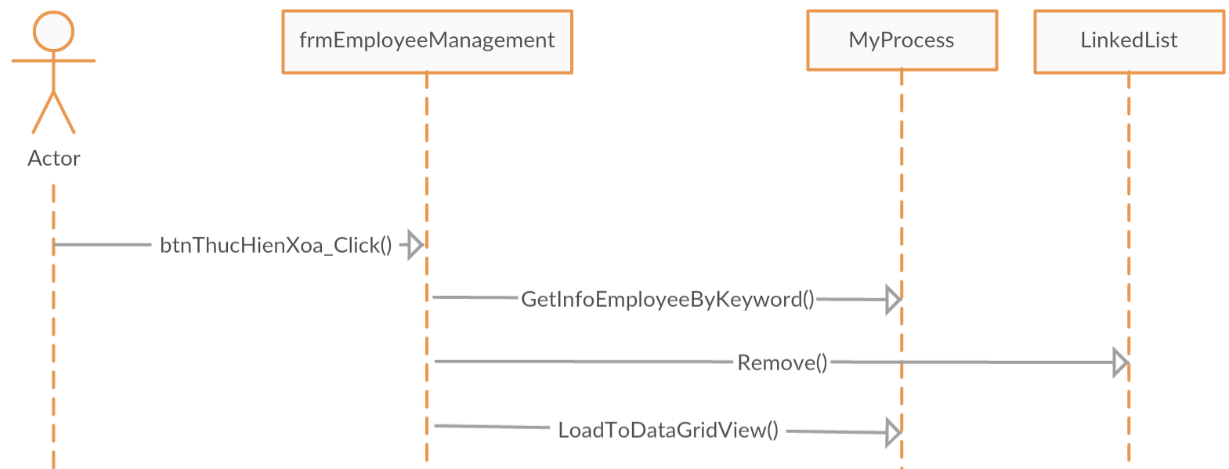 frmEmployeeManagement
MyProcess
LinkedList
Actor
btnThucHienXoa_Click()
GetInfoEmployeeByKeyword()
Remove()
LoadToDataGridView()